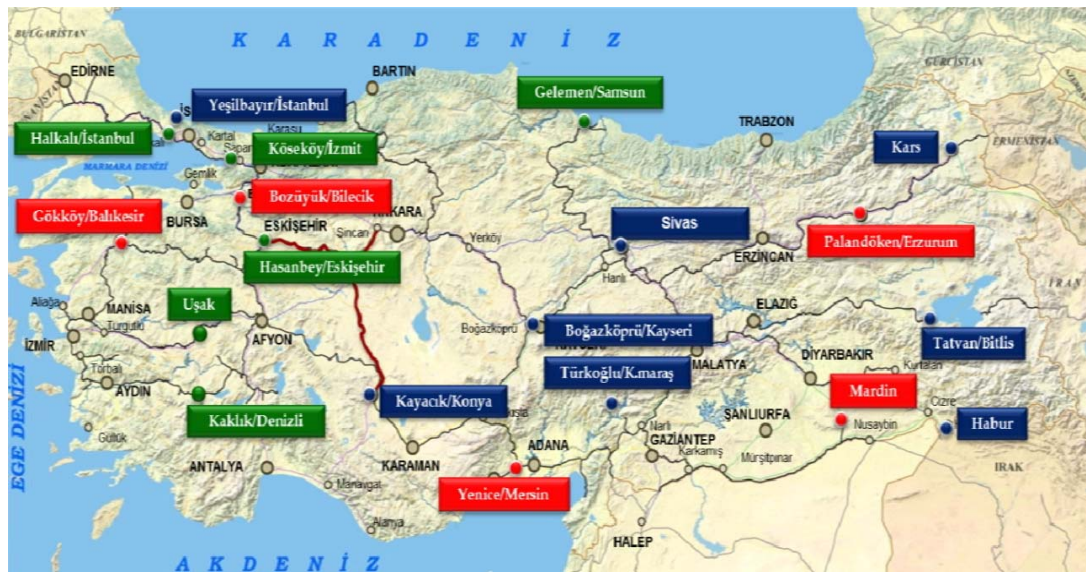 K A R A D E N İ Z
BULGARİSTAN
GÜRCİSTAN
EDİRNE
BARTIN
Gelemen/Samsun
Yeşilbayır/İstanbul
TRABZON
ERMENİSTAN
Halkalı/İstanbul
Kartal
Karasu
Köseköy/İzmit
Kars
MARMARA DENİZİ
Gemlik
Bozüyük/Bilecik
BURSA
Gökköy/Balıkesir
ESKİŞEHİR
Sincan
Yerköy
Sivas
Palandöken/Erzurum
ERZİNCAN
Hasanbey/Eskişehir
Hanlı
İRAN
Aliağa
MANİSA
Uşak
ELAZIĞ
Turgutlu
İZMİR
AFYON
Boğazköprü
Boğazköprü/Kayseri
Tatvan/Bitlis
DİYARBAKIR
MALATYA
Kurtalan
Torbalı
Türkoğlu/K.maraş
AYDIN
Kayacık/Konya
Mardin
Kaklık/Denizli
ŞANLIURFA
Cizre
Habur
Güllük
Narlı
Nusaybin
GAZİANTEP
ADANA
KARAMAN
Karkamış
Mürşitpınar
ANTALYA
IRAK
Manavgat
Yenice/Mersin
Alanya
HALEP
EGE DENİZİ
A K D E N İ Z